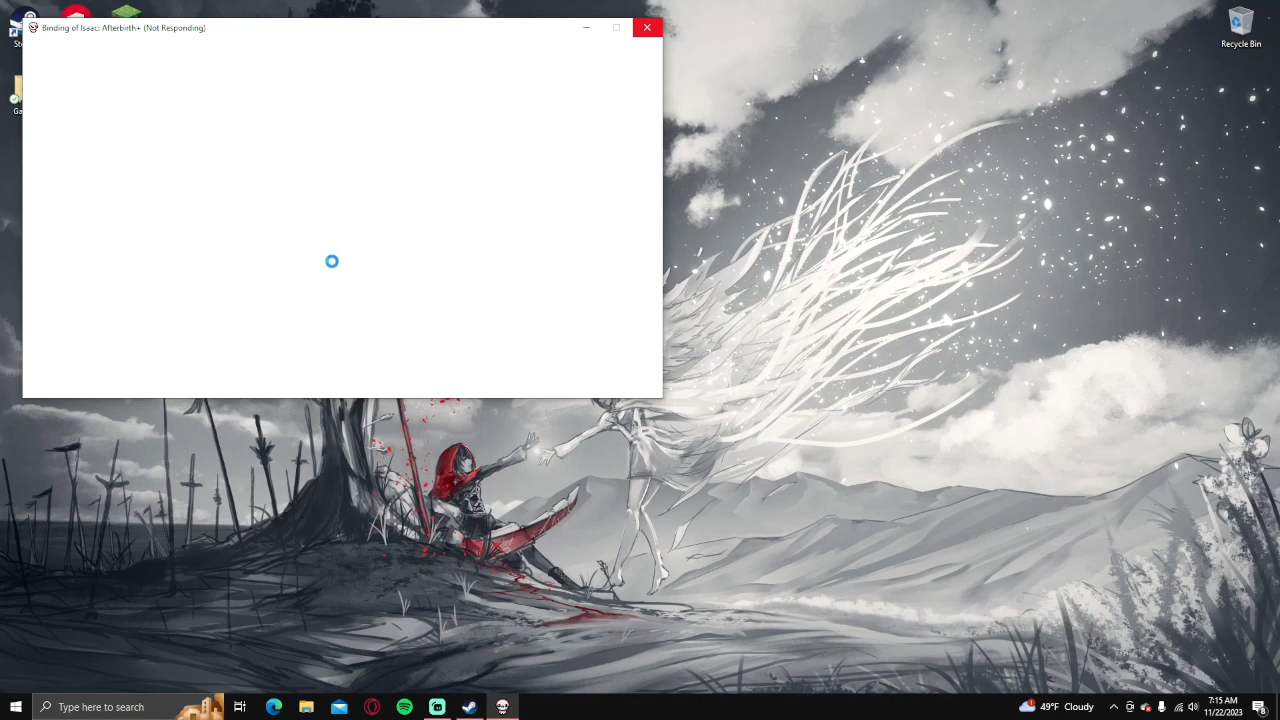 Binding of Isaac: Afterbirth+ (Not Responding)
Recycle Bin
Type here to search
49°F Cloudy
7:15 AM
11/22/2023
8